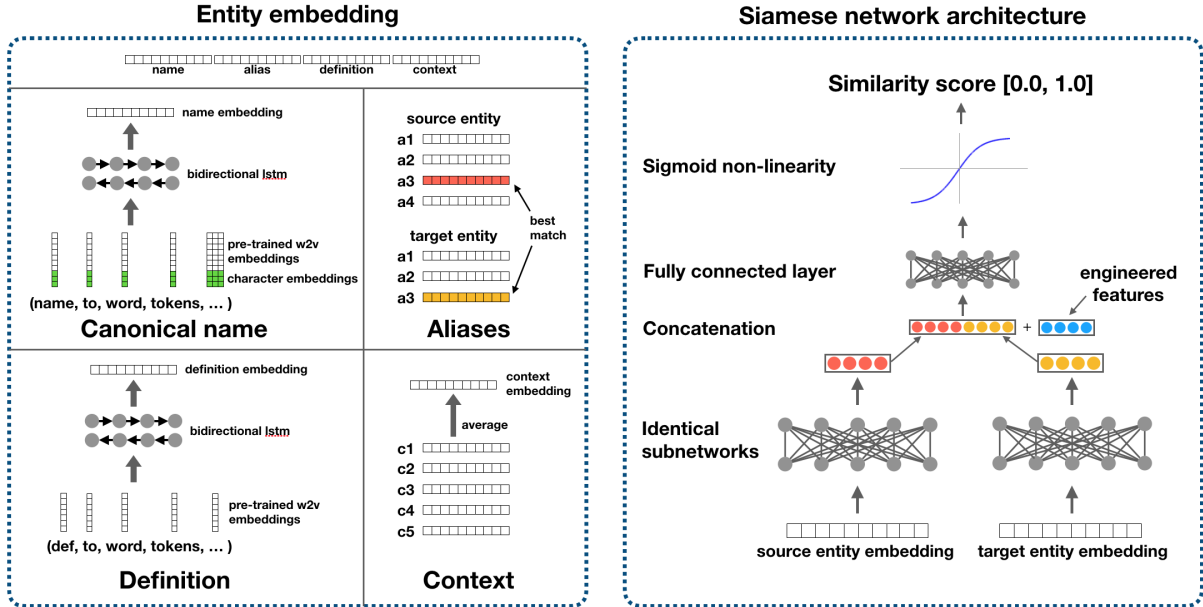 Entity embedding
name
alias
definition
context
name embedding
bidirectional lstm
pre-trained w2v
embeddings
character embeddings
(name, to, word, tokens, ... )
Canonical name
source entity
a1
a2
a3
a4
best
match
target entity
a1
a2
a3
Aliases
definition embedding
bidirectional lstm
pre-trained w2v
embeddings
(def, to, word, tokens, ... )
Definition
context
embedding
average
c1
c2
c3
c4
c5
Context
Siamese network architecture
Similarity score [0.0, 1.0]
Sigmoid non-linearity
Fully connected layer
engineered
features
Concatenation
+
Identical
subnetworks
source entity embedding
target entity embedding